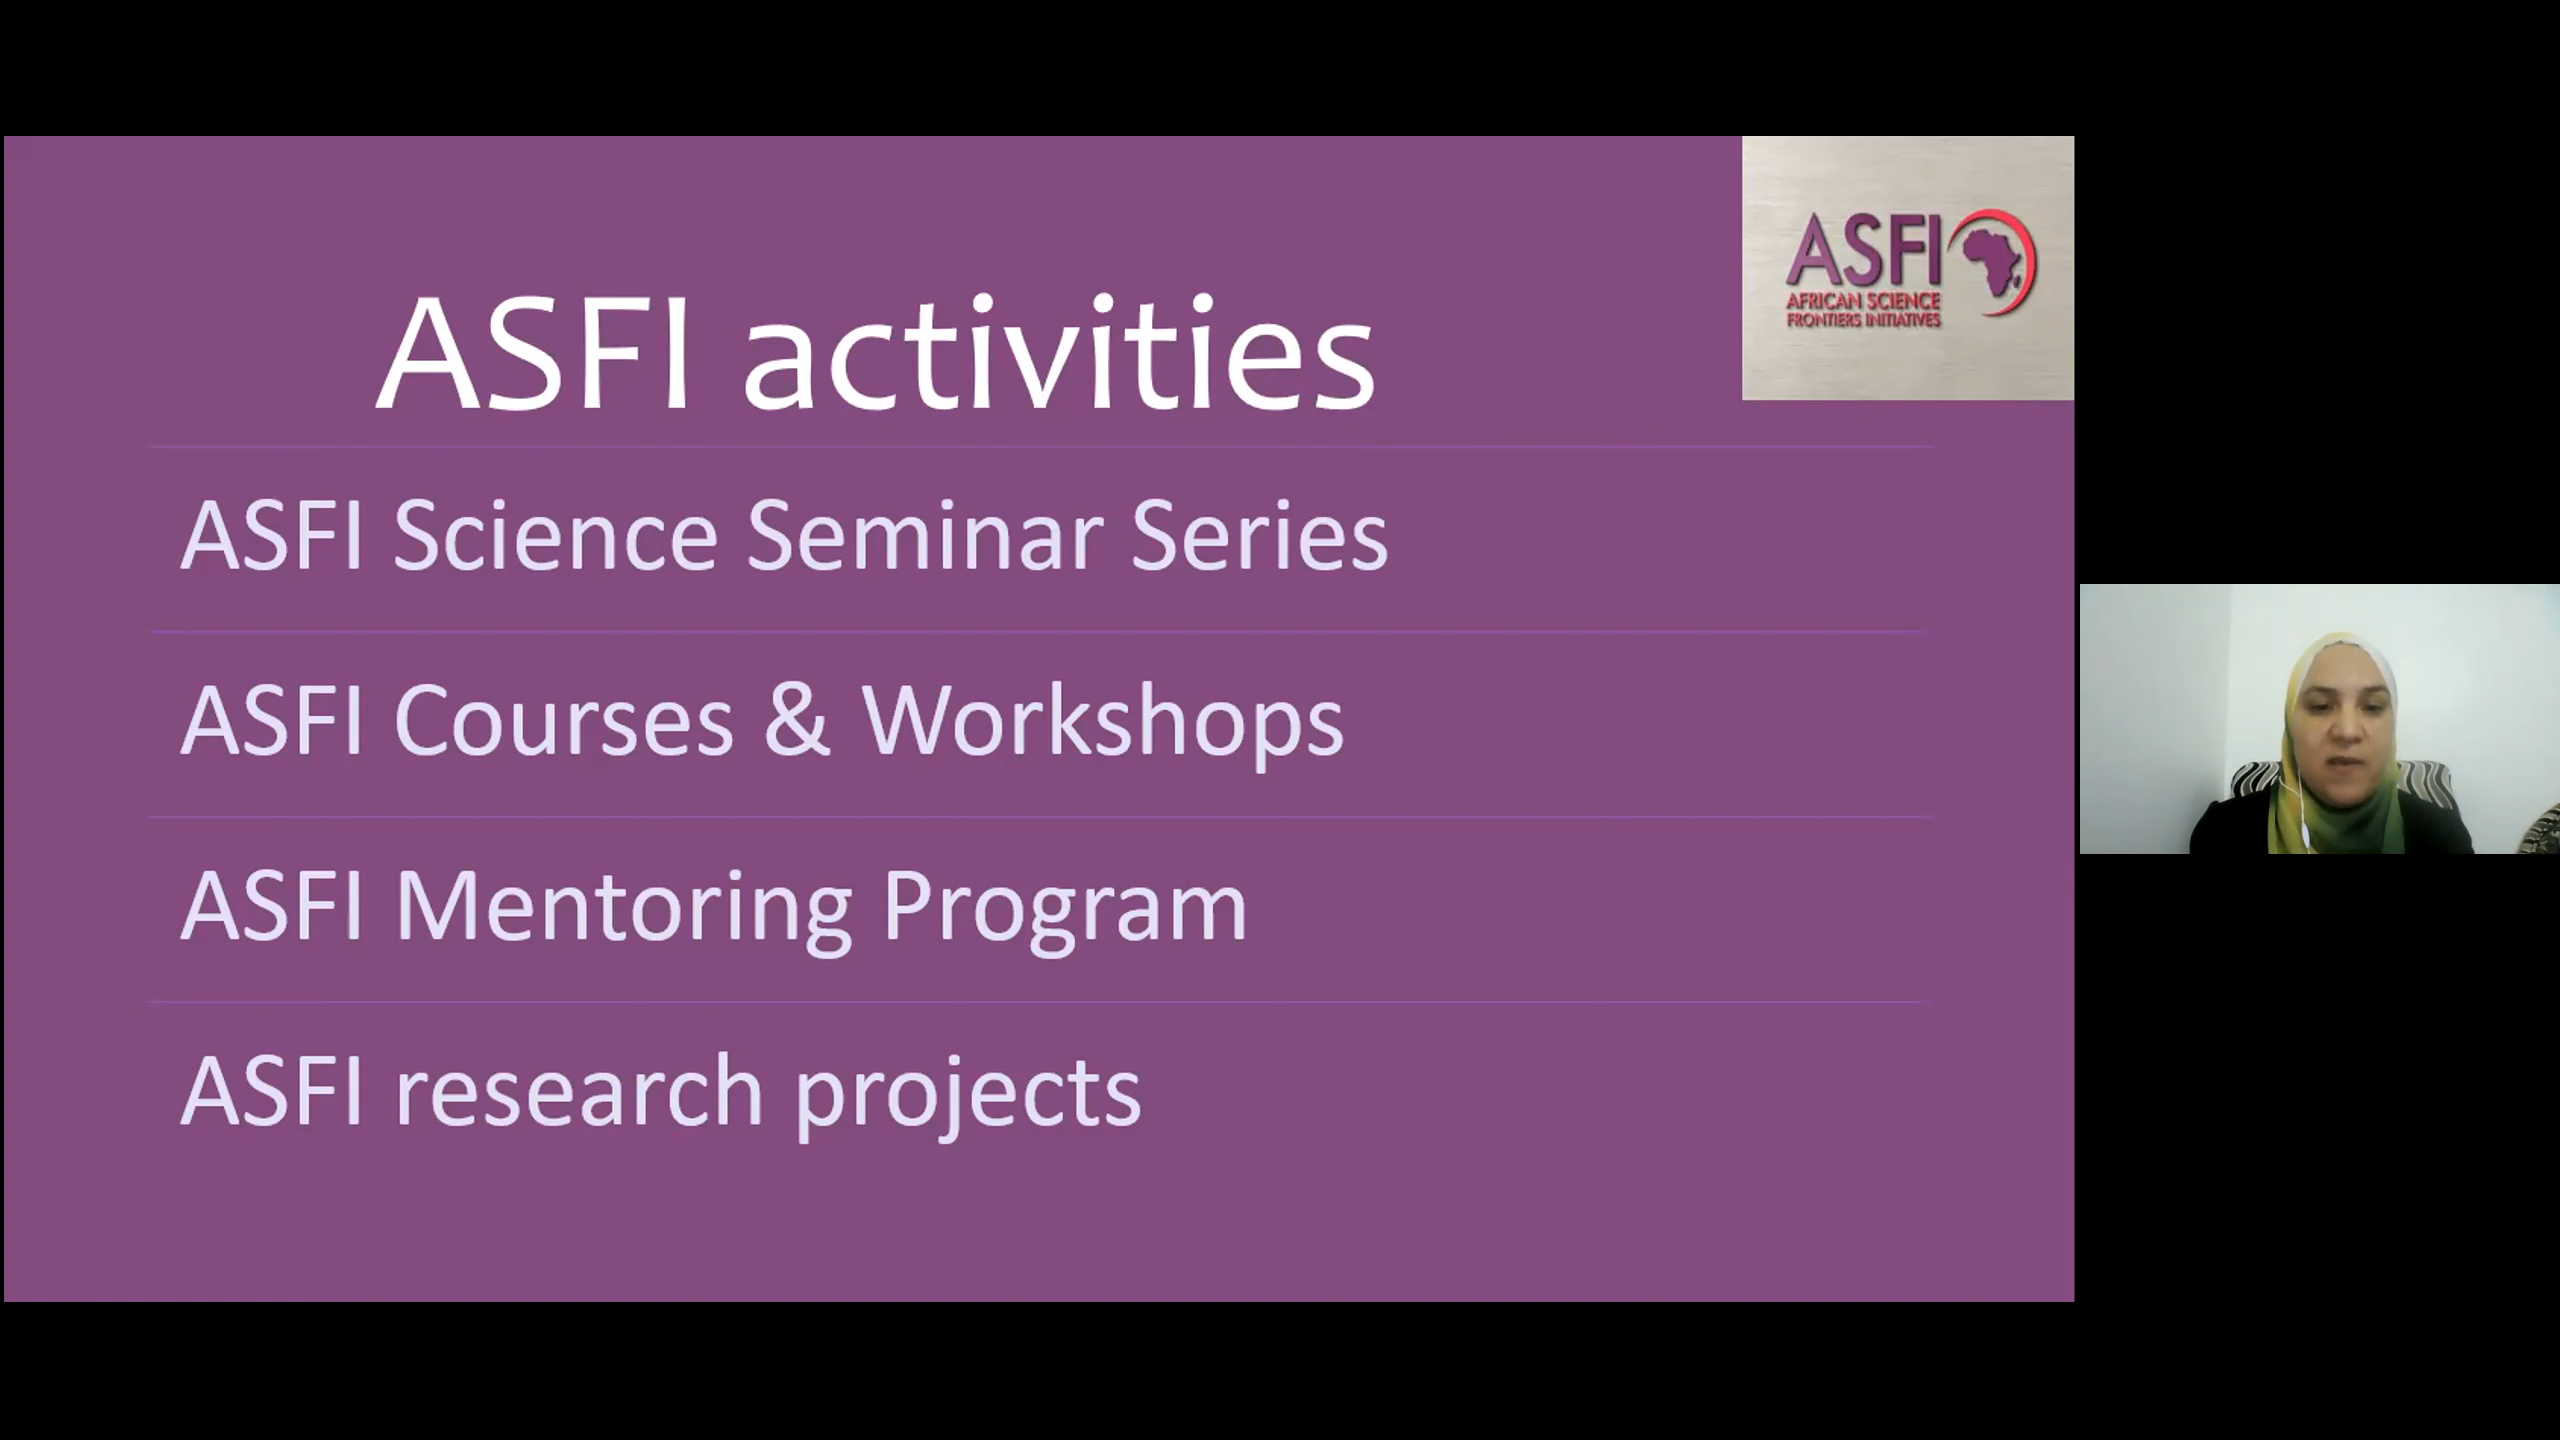 ASFI
AFRICAN SCIENCE
FRONTIERS INITIATIVES
ASFI activities
ASFI Science Seminar Series
ASFI Courses & Workshops
ASFI Mentoring Program
ASFI research projects